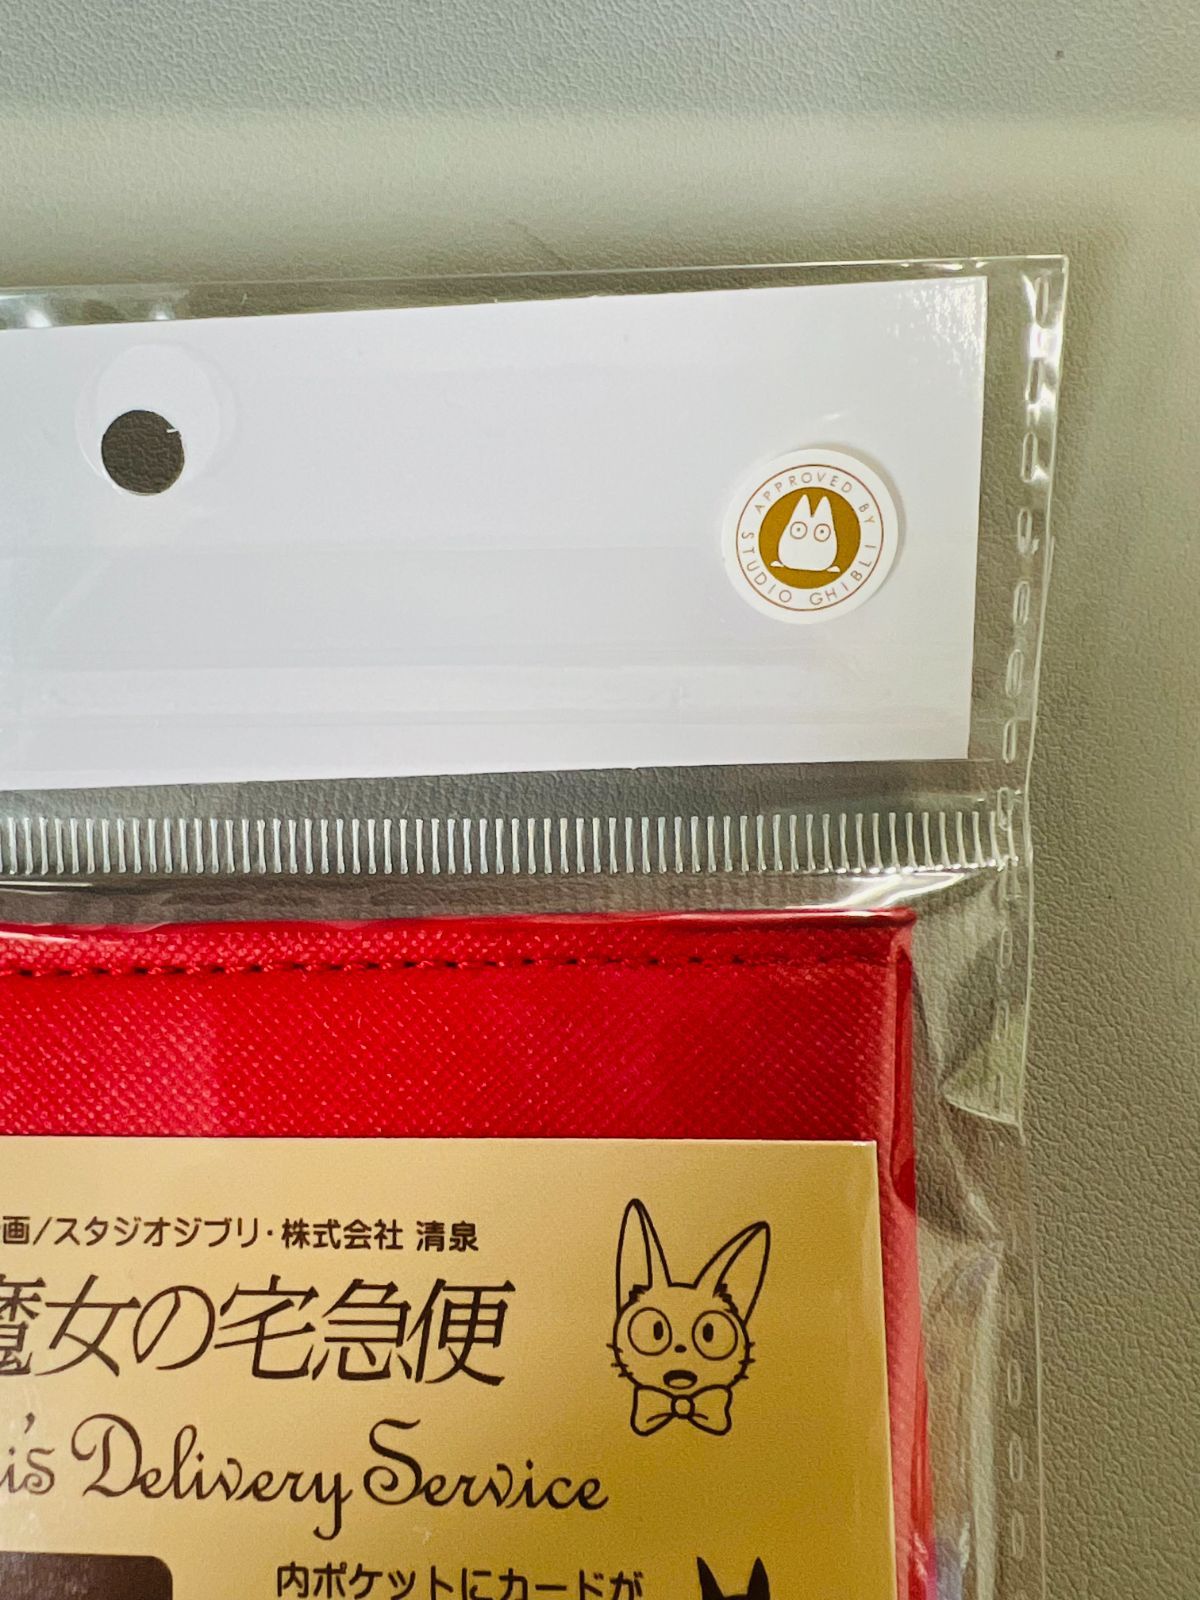 APPROVED BY
STUDIO GHIBLI
画/スタジオジブリ・株式会社 清泉
魔女の宅急便
i's Delivery Service
内ポケットにカードが